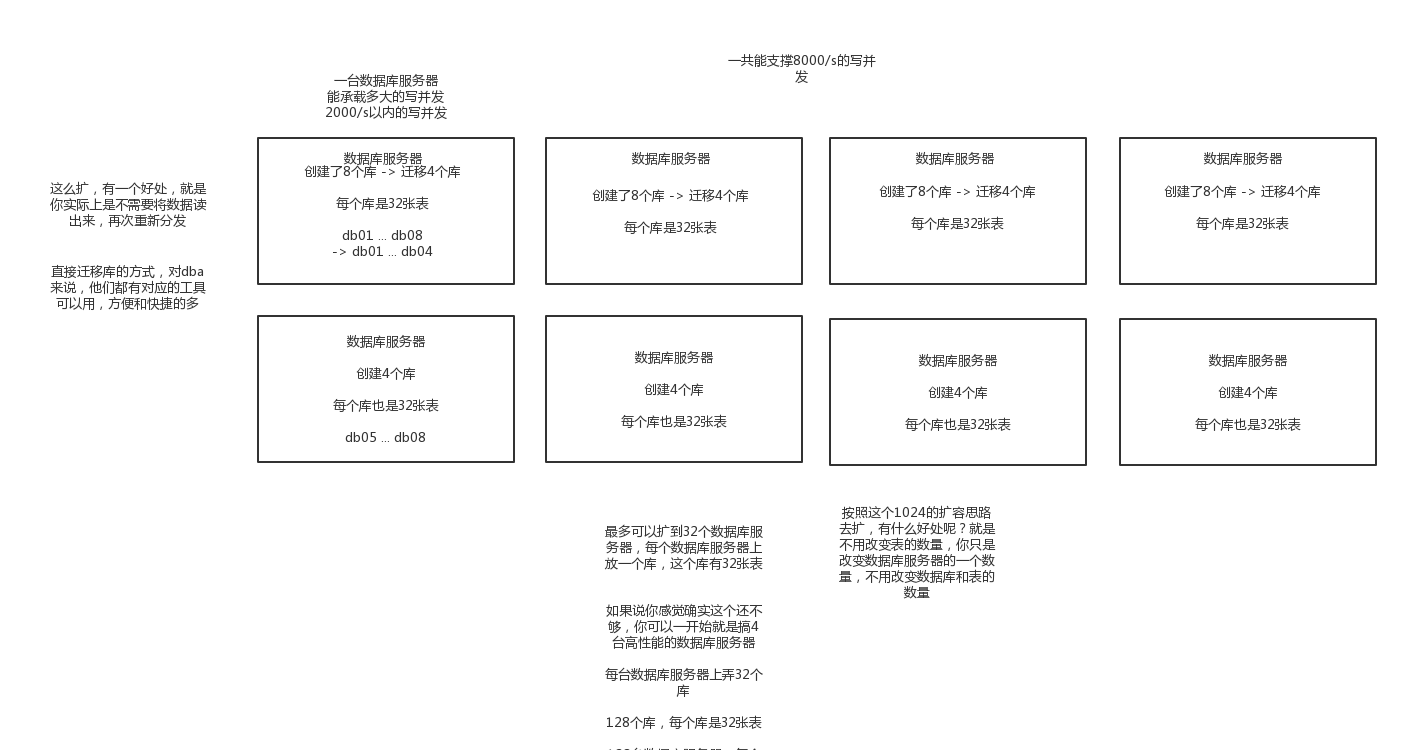 一共能支撑8000/s的写并
发
一台数据库服务器
能承载多大的写并发
2000/s以内的写并发
这么扩，有一个好处，就是
你实际上是不需要将数据读
出来，再次重新分发
直接迁移库的方式，对dba
来说，他们都有对应的工具
可以用，方便和快捷的多
数据库服务器
创建了8个库 -> 迁移4个库
每个库是32张表
db01 ... db08
-> db01 ... db04
数据库服务器
创建了8个库 -> 迁移4个库
每个库是32张表
数据库服务器
创建了8个库 -> 迁移4个库
每个库是32张表
数据库服务器
创建了8个库 -> 迁移4个库
每个库是32张表
数据库服务器
创建4个库
每个库也是32张表
db05 ... db08
数据库服务器
创建4个库
每个库也是32张表
数据库服务器
创建4个库
每个库也是32张表
数据库服务器
创建4个库
每个库也是32张表
最多可以扩到32个数据库服
务器，每个数据库服务器上
放一个库，这个库有32张表
如果说你感觉确实这个还不
够，你可以一开始就是搞4
台高性能的数据库服务器
每台数据库服务器上弄32个
库
128个库，每个库是32张表
按照这个1024的扩容思路
去扩，有什么好处呢？就是
不用改变表的数量，你只是
改变数据库服务器的一个数
量，不用改变数据库和表的
数量